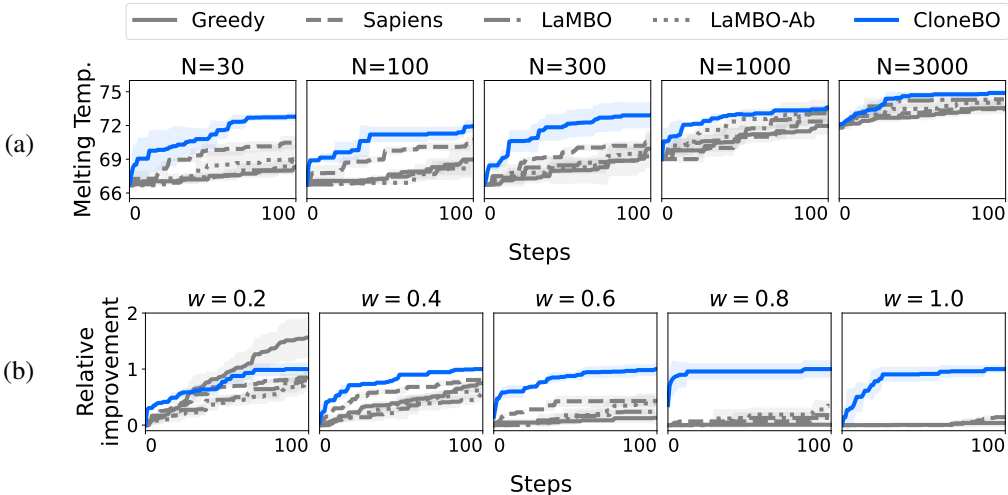 Greedy Sapiens LaMBO LaMBO-Ab CloneBO
(a)
Melting Temp.
N=30 N=100 N=300 N=1000 N=3000
75
72
69
66
0 100 0 100 0 100 0 100 0 100
Steps
(b)
Relative
improvement
w = 0.2 w = 0.4 w = 0.6 w = 0.8 w = 1.0
2
1
0
0 100 0 100 0 100 0 100 0 100
Steps